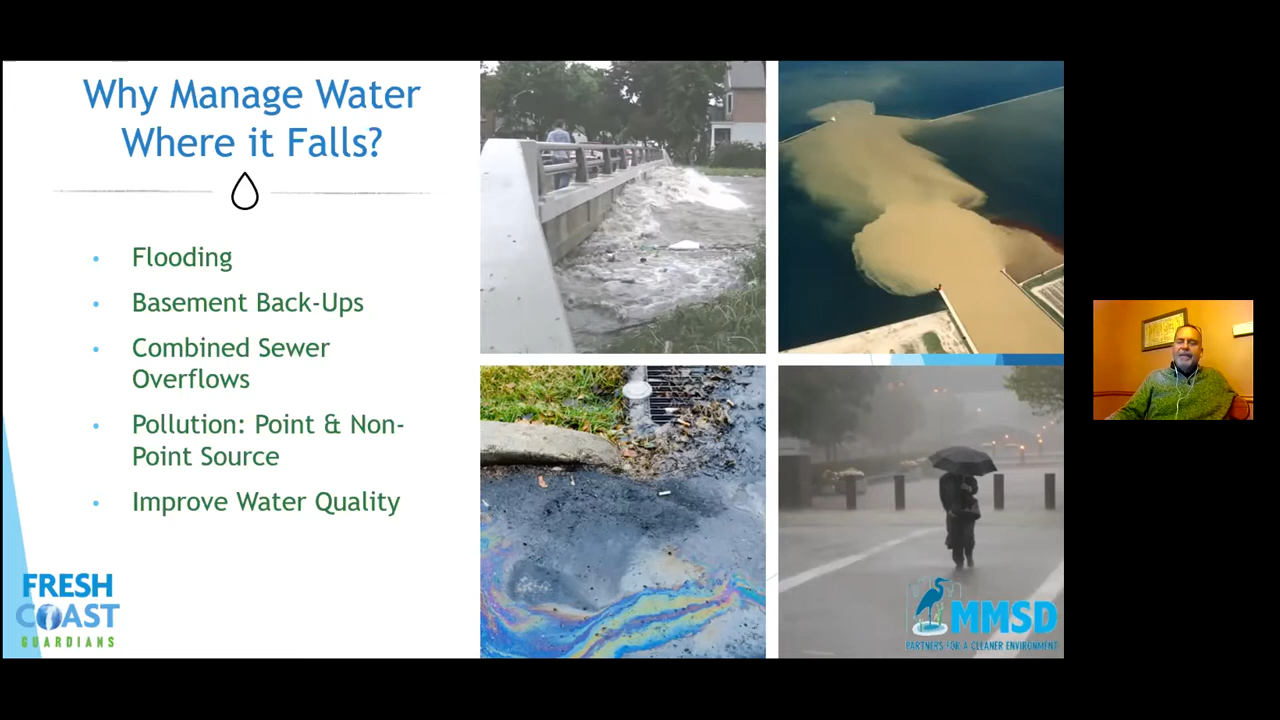 Why Manage Water
Where it Falls?
Flooding
Basement Back-Ups
Combined Sewer
Overflows
Pollution: Point & Non-
Point Source
Improve Water Quality
FRESH
COAST
GUARDIANS
MMSD
PARTNERS FOR A CLEANER ENVIRONMENT